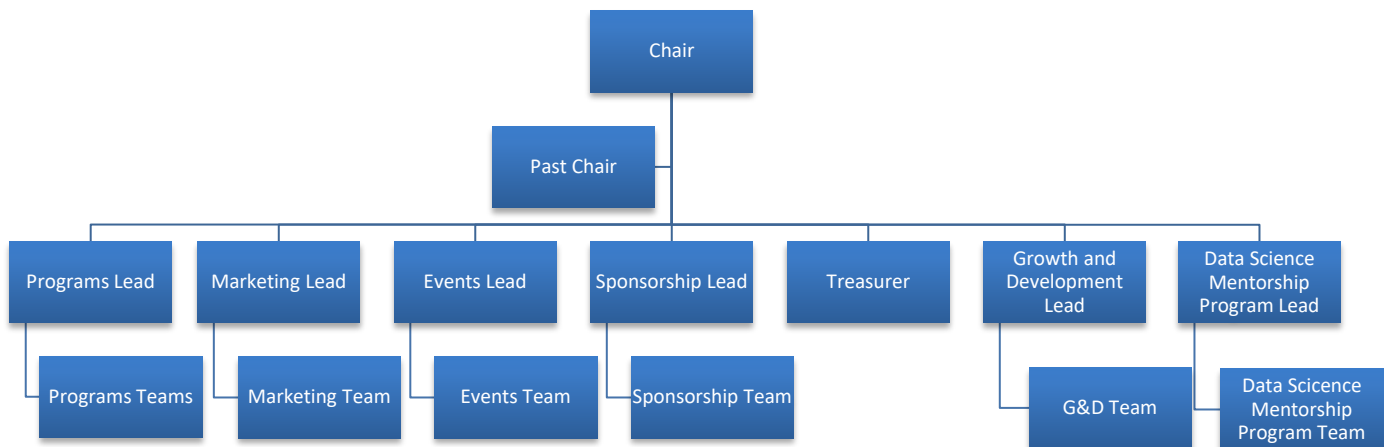 Chair
Past Chair
Programs Lead
Marketing Lead
Events Lead
Sponsorship Lead
Treasurer
Growth and
Development
Lead
Data Science
Mentorship
Program Lead
Programs Teams
Marketing Team
Events Team
Sponsorship Team
G&D Team
Data Scicence
Mentorship
Program Team